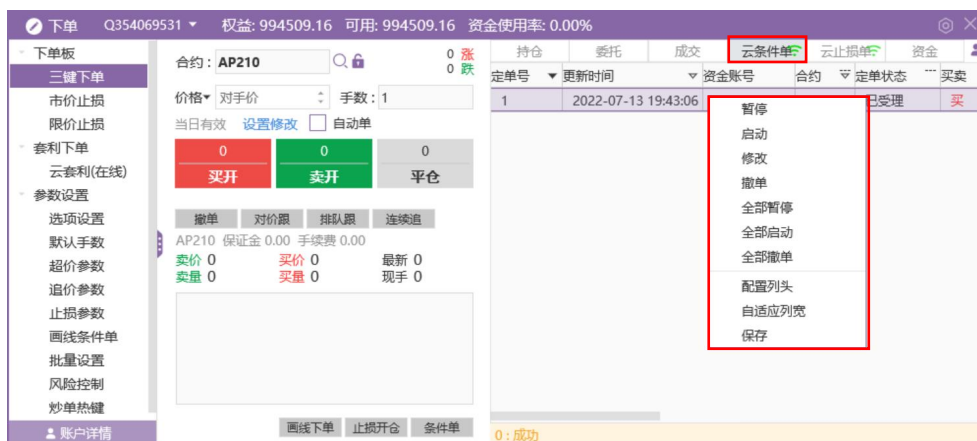 下单 Q354069531 权益: 994509.16 可用: 994509.16 资金使用率: 0.00%
下单板
三键下单
市价止损
限价止损
套利下单
云套利(在线)
参数设置
选项设置
默认手数
超价参数
追价参数
止损参数
画线条件单
批量设置
风险控制
炒单热键
账户详情
合约: AP210
0 涨
0 跌
价格 对手价 手数: 1
当日有效 设置修改 自动单
0 0 0
买开 卖开 平仓
撤单 对价跟 排队跟 连续追
AP210 保证金 0.00 手续费 0.00
卖价 0 买价 0 最新 0
卖量 0 买量 0 现手 0
画线下单 止损开仓 条件单
持仓 委托 成交 云条件单 云止损单 资金
定单号 更新时间 资金账号 合约 定单状态 买卖
1 2022-07-13 19:43:06 已受理 买
暂停
启动
修改
撤单
全部暂停
全部启动
全部撤单
配置列头
自适应列宽
保存
0 : 成功